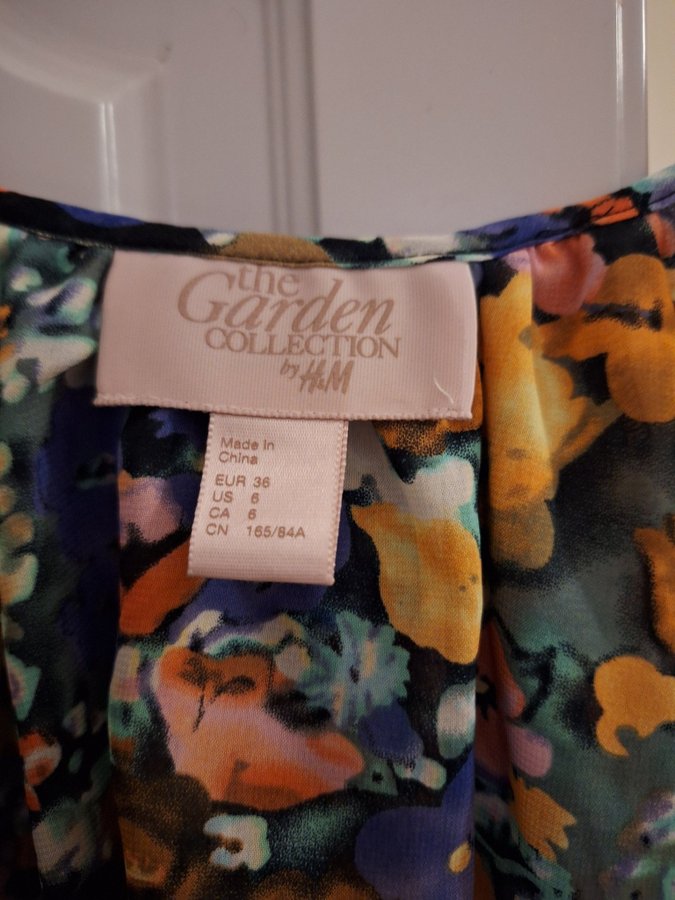 the
Garden
COLLECTION
by H&M
Made in
China
EUR 36
US 6
CA 6
CN 165/84A